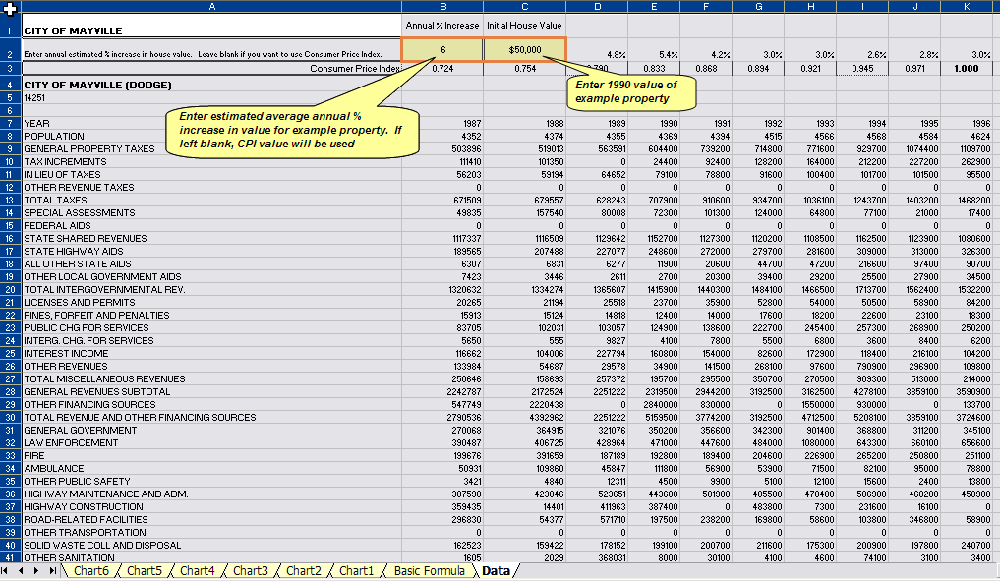 A B C D E F G H I J K
Annual % Increase Initial House Value
1 CITY OF MAYVILLE
2 Enter annual estimated % increase in house value. Leave blank if you want to use Consumer Price Index. 6 $50,000 4.8% 5.4% 4.2% 3.0% 3.0% 2.6% 2.8% 3.0%
3 Consumer Price Index 0.724 0.754 0.833 0.868 0.894 0.921 0.945 0.971 1.000
4 CITY OF MAYVILLE (DODGE)
Enter 1990 value of
example property
5 14251
6
Enter estimated average annual %
increase in value for example property. If
left blank, CPI value will be used
7 YEAR 1987 1988 1989 1990 1991 1992 1993 1994 1995 1996
8 POPULATION 4352 4374 4355 4369 4394 4515 4566 4568 4584 4624
9 GENERAL PROPERTY TAXES 503896 519013 563591 604400 739200 714800 771600 929700 1074400 1109700
10 TAX INCREMENTS 111410 101350 0 24400 92400 128200 164000 212200 227200 262900
11 IN LIEU OF TAXES 56203 59194 64652 79100 78800 91600 100400 101700 101500 95500
12 OTHER REVENUE TAXES 0 0 0 0 0 0 0 0 0 0
13 TOTAL TAXES 671509 679557 628243 707900 910600 934700 1036100 1243700 1403200 1468200
14 SPECIAL ASSESSMENTS 49835 157540 80008 72300 101300 124000 64800 77100 21000 17400
15 FEDERAL AIDS 0 0 0 0 0 0 0 0 0 0
16 STATE SHARED REVENUES 1117337 1116509 1129642 1152700 1127300 1120200 1108500 1162500 1123900 1080600
17 STATE HIGHWAY AIDS 189565 207488 227077 248600 272000 279700 281600 309000 313000 326300
18 ALL OTHER STATE AIDS 6307 6831 6277 11900 20600 44700 47200 216600 97400 90700
19 OTHER LOCAL GOVERNMENT AIDS 7423 3446 2611 2700 20300 39400 29200 25500 27900 34500
20 TOTAL INTERGOVERNMENTAL REV. 1320632 1334274 1365607 1415900 1440300 1484100 1466500 1713700 1562400 1532200
21 LICENSES AND PERMITS 20265 21194 25518 23700 35900 52800 54000 50500 58900 84200
22 FINES, FORFEIT AND PENALTIES 15913 15124 14818 12400 14000 17600 18200 22600 23100 18300
23 PUBLIC CHG FOR SERVICES 83705 102031 103057 124900 138600 222700 245400 257300 268900 250200
24 INTERG. CHG. FOR SERVICES 5650 555 9827 4100 7800 5500 6800 3600 8400 6200
25 INTEREST INCOME 116662 104006 227794 160800 154000 82600 172900 118400 216100 104200
26 OTHER REVENUES 133984 54687 29578 34900 141500 268100 97600 790900 296900 109800
27 TOTAL MISCELLANEOUS REVENUES 250646 158693 257372 195700 295500 350700 270500 909300 513000 214000
28 GENERAL REVENUES SUBTOTAL 2242787 2172524 2251222 2319500 2944200 3192500 3162500 4278100 3859100 3590900
29 OTHER FINANCING SOURCES 547749 2220438 0 2840000 830000 0 1550000 930000 0 133700
30 TOTAL REVENUE AND OTHER FINANCING SOURCES 2790536 4392962 2251222 5159500 3774200 3192500 4712500 5208100 3859100 3724600
31 GENERAL GOVERNMENT 270068 364915 321076 350200 356600 342300 901400 368800 311200 345100
32 LAW ENFORCEMENT 390487 406725 428964 471000 447600 484000 1080000 643300 660100 656600
33 FIRE 199676 391659 187189 192800 189400 204600 226900 265200 250800 251100
34 AMBULANCE 50931 109860 45847 111800 56900 53900 71500 82100 95000 78800
35 OTHER PUBLIC SAFETY 3421 4840 12311 4500 9900 5100 12100 15600 2400 13800
36 HIGHWAY MAINTENANCE AND ADM. 387598 423046 523651 443600 581900 485500 470400 586900 460200 458900
37 HIGHWAY CONSTRUCTION 359435 14401 411963 387400 0 483800 7300 231600 16100
38 ROAD-RELATED FACILITIES 296830 54377 571710 197500 238200 169800 58600 103800 346800 58900
39 OTHER TRANSPORTATION 0 0 0 0 0 0 0 0 0 0
40 SOLID WASTE COLL AND DISPOSAL 162523 159422 178152 199100 200700 211600 175300 200900 197800 240700
41 OTHER SANITATION 1605 2029 368031 8000 30100 4100 4600 74100 3100 3400
Chart6 Chart5 Chart4 Chart3 Chart2 Chart1 Basic Formula Data